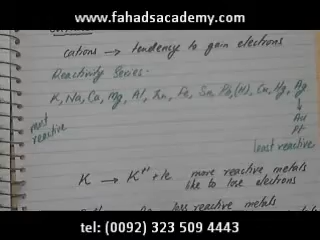 www.fahadsacademy.com
cations → tendency to gain electrons
Reactivity Series.
K, Na, Ca, Mg, Al, Zn, Fe, Sn, Pb, (H), Cu, Hg, Ag
↓
Au
Pt
most reactive
least reactive
K → K⁺ + e more reactive metals
like to lose electrons
less reactive metals
tel: (0092) 323 509 4443